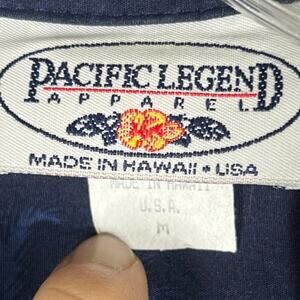 PACIFIC LEGEND
APPAREL
MADE IN HAWAII • USA
MADE IN HAWAII
U.S.A.
M